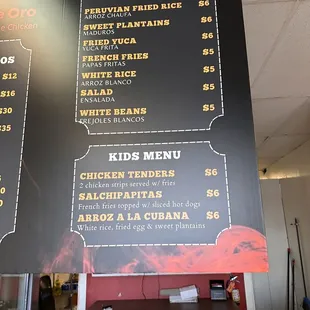 Oro
Chicken
OS
$12
$16
$30
$35
PERUVIAN FRIED RICE $6
ARROZ CHAUFA
SWEET PLANTAINS $6
MADUROS
FRIED YUCA $6
YUCA FRITA
FRENCH FRIES $5
PAPAS FRITAS
WHITE RICE $5
ARROZ BLANCO
SALAD $5
ENSALADA
WHITE BEANS $5
FREJOLES BLANCOS
KIDS MENU
CHICKEN TENDERS $6
2 chicken strips served w/ fries
SALCHIPAPITAS $6
French fries topped w/ sliced hot dogs
ARROZ A LA CUBANA $6
White rice, fried egg & sweet plantains